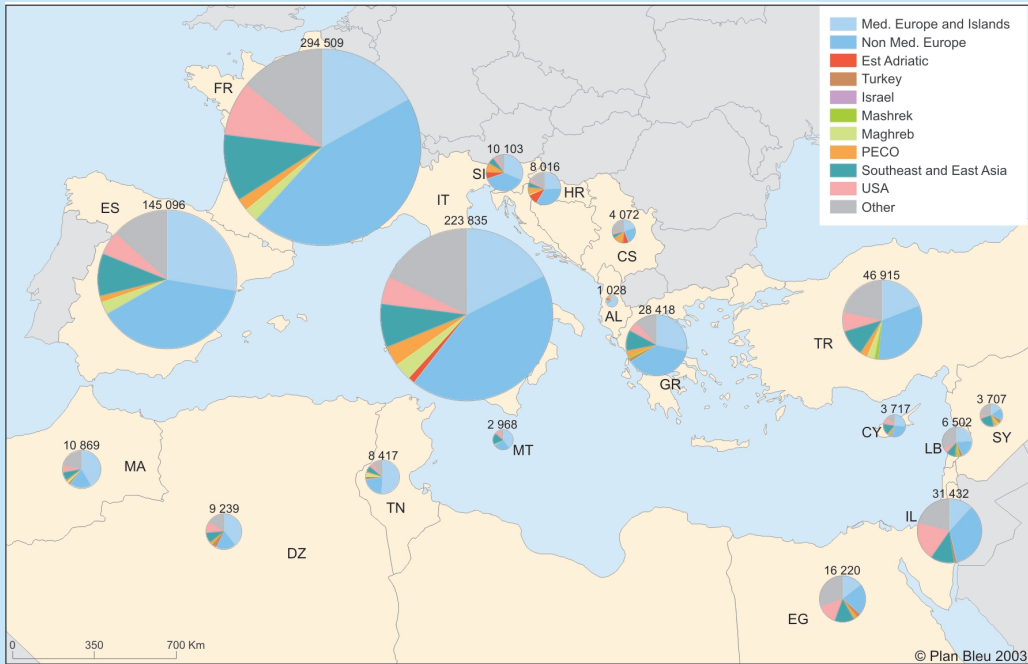 294 509
FR
Med. Europe and Islands
Non Med. Europe
Est Adriatic
Turkey
Israel
Mashrek
Maghreb
PECO
Southeast and East Asia
USA
Other
10 103
SI
8 016
HR
ES
145 096
IT
223 835
4 072
CS
1 028
AL
28 418
GR
46 915
TR
3 717
CY
3 707
SY
6 502
LB
2 968
MT
10 869
MA
8 417
TN
9 239
DZ
31 432
IL
16 220
EG
0 350 700 Km
© Plan Bleu 2003